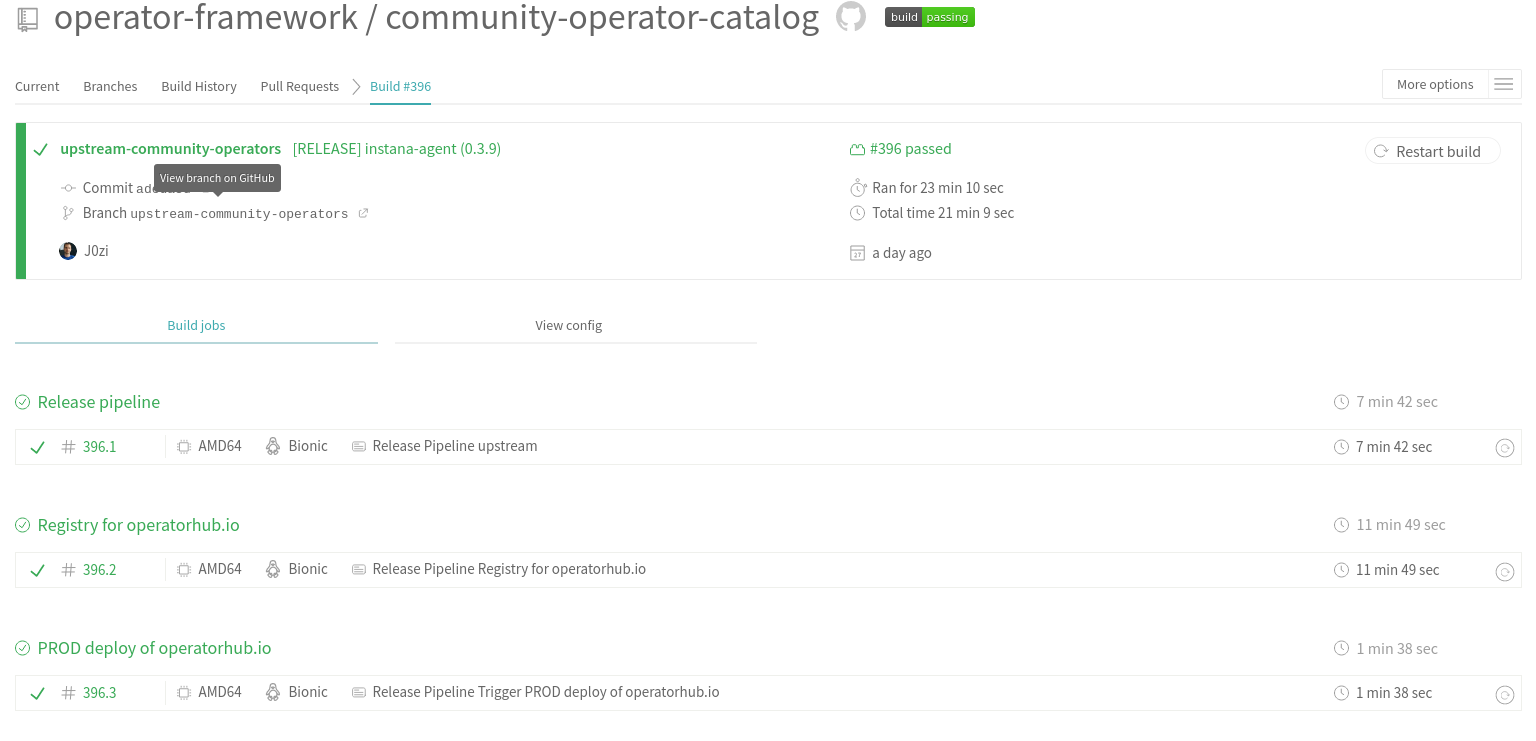 operator-framework / community-operator-catalog build passing
Current Branches Build History Pull Requests Build #396 More options
upstream-community-operators [RELEASE] instana-agent (0.3.9) #396 passed Restart build
View branch on GitHub
Commit Ran for 23 min 10 sec
Branch upstream-community-operators Total time 21 min 9 sec
J0zi 27 a day ago
Build jobs View config
Release pipeline 7 min 42 sec
# 396.1 AMD64 Bionic Release Pipeline upstream 7 min 42 sec
Registry for operatorhub.io 11 min 49 sec
# 396.2 AMD64 Bionic Release Pipeline Registry for operatorhub.io 11 min 49 sec
PROD deploy of operatorhub.io 1 min 38 sec
# 396.3 AMD64 Bionic Release Pipeline Trigger PROD deploy of operatorhub.io 1 min 38 sec